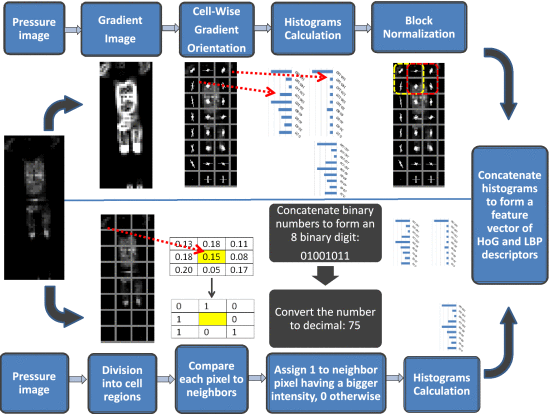 Pressure
image
Gradient
Image
Cell-Wise
Gradient
Orientation
Histograms
Calculation
Block
Normalization
Concatenate
histograms
to form a
feature
vector of
HoG and LBP
descriptors
Concatenate binary
numbers to form an
8 binary digit:
01001011
0.13 0.18 0.11
0.18 0.15 0.08
0.20 0.05 0.17
0 1 0
1 0
1 0 1
Convert the number
to decimal: 75
Pressure
image
Division
into cell
regions
Compare
each pixel to
neighbors
Assign 1 to neighbor
pixel having a bigger
intensity, 0 otherwise
Histograms
Calculation